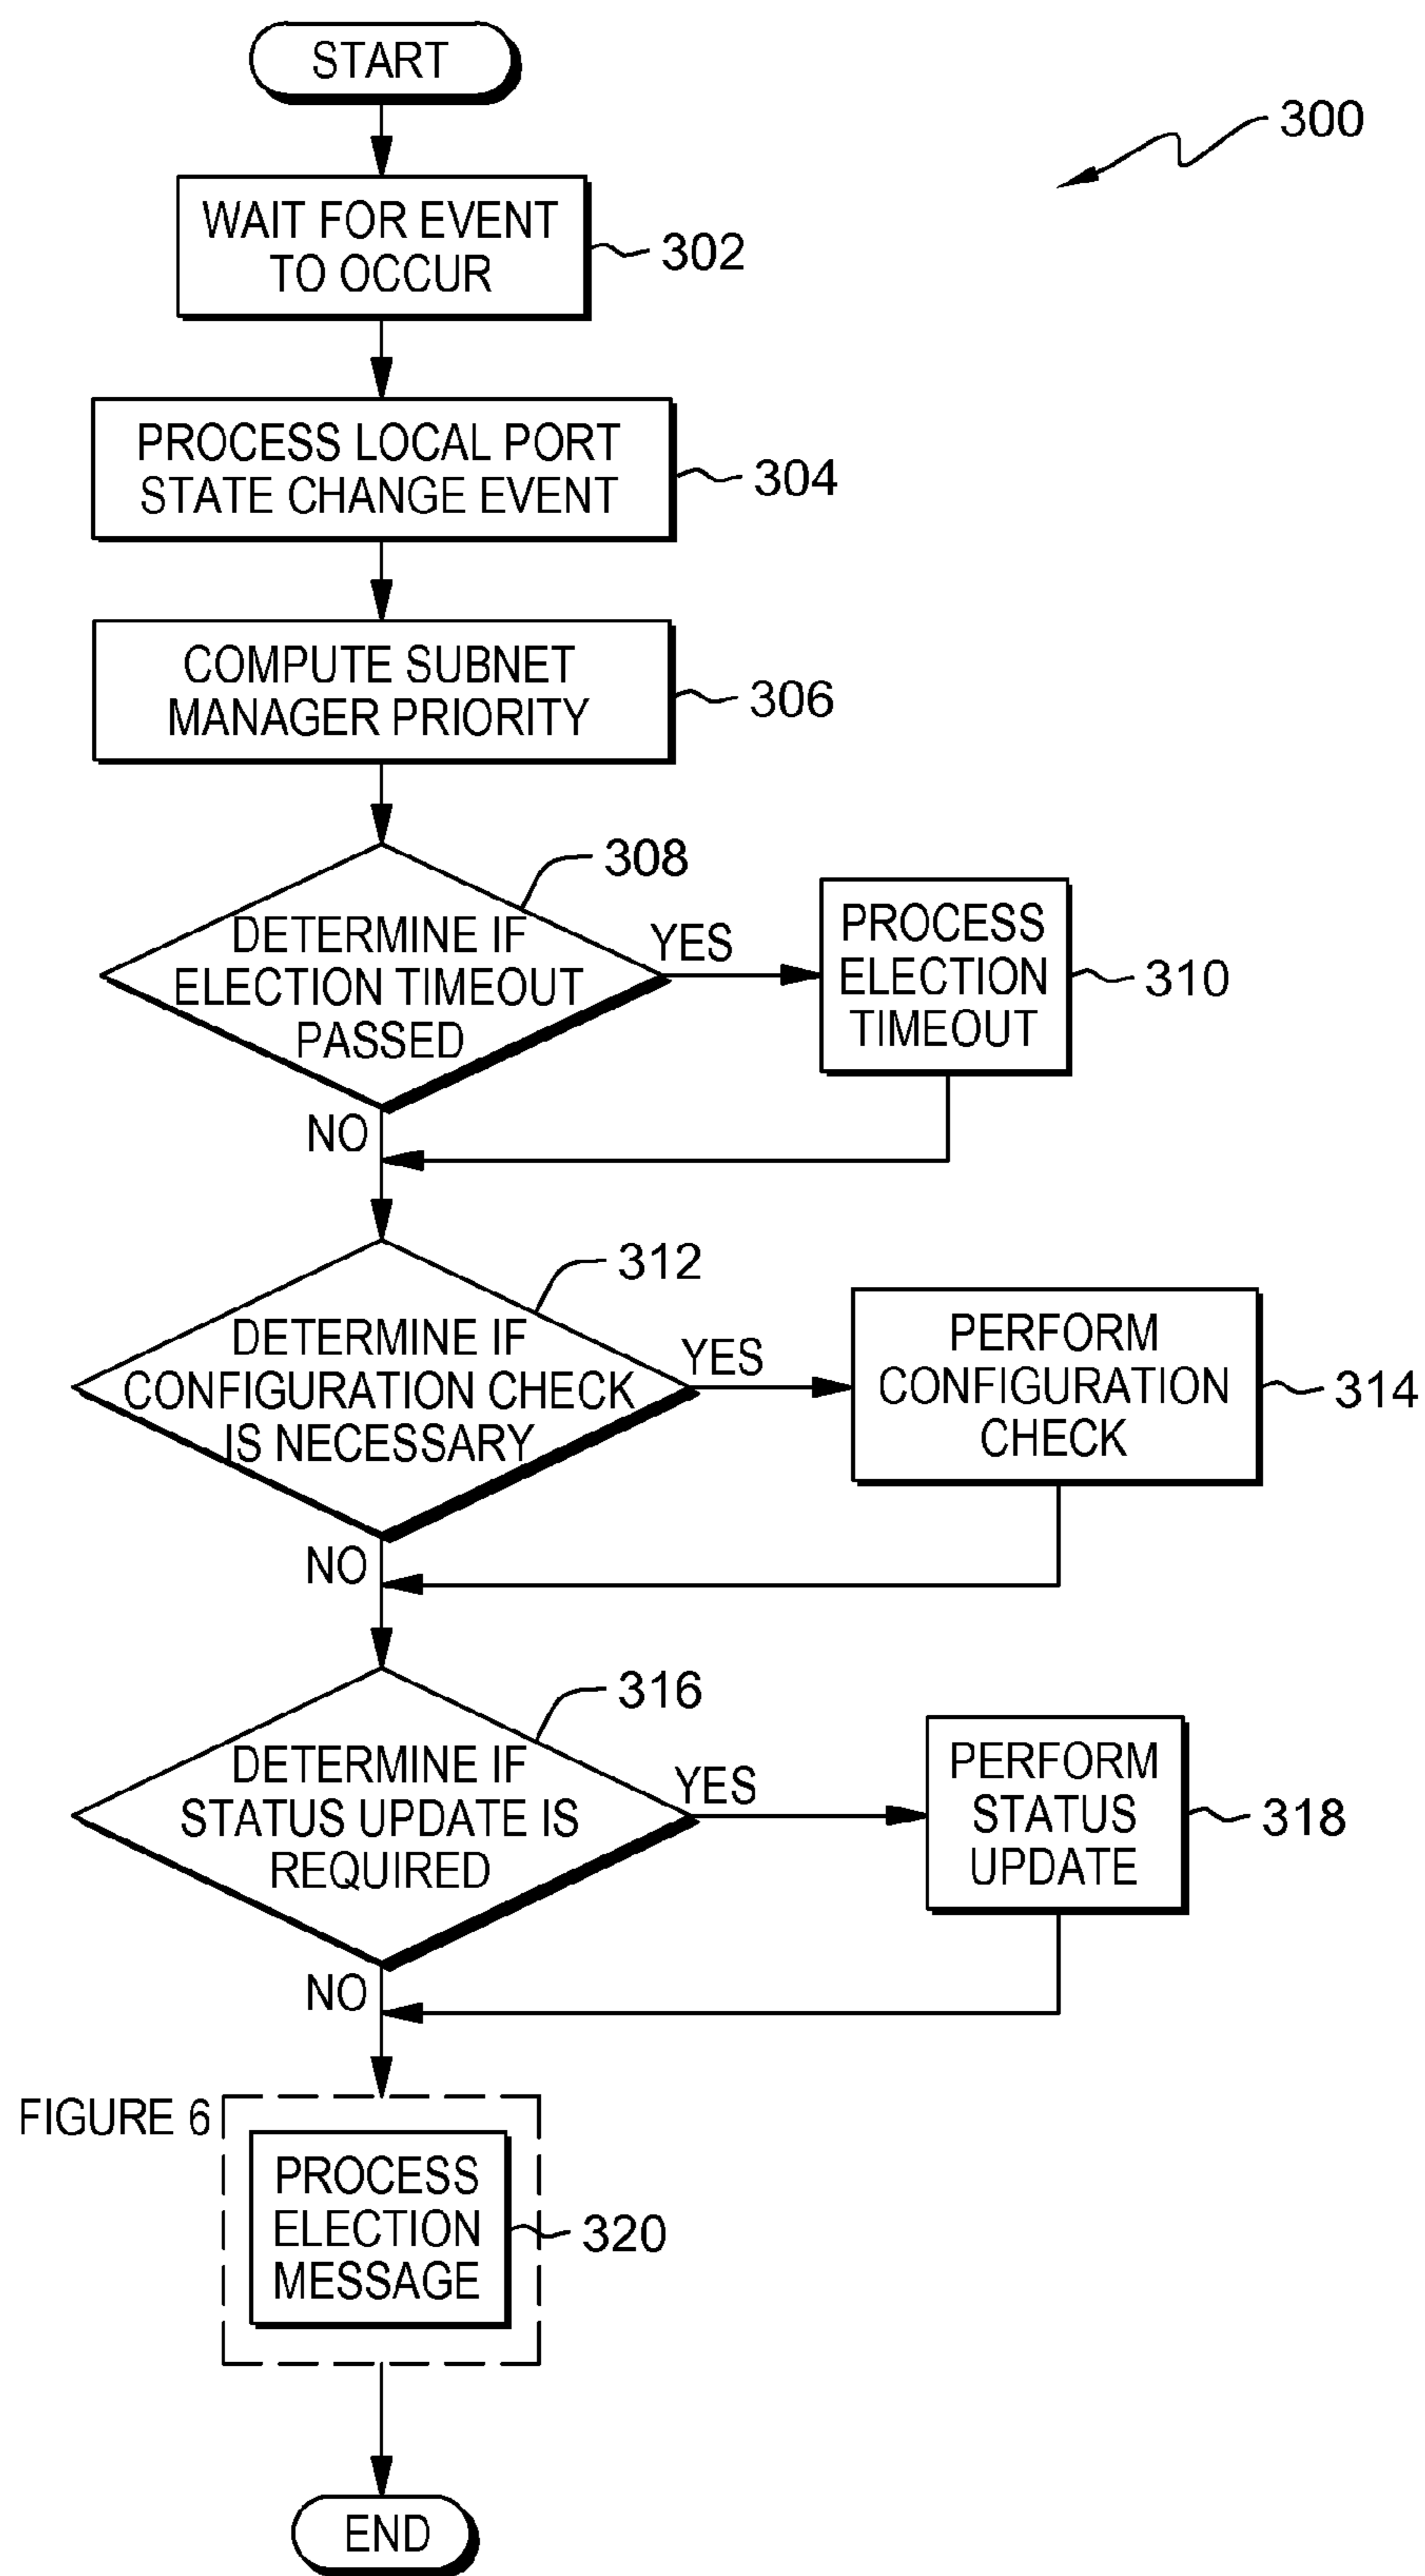 START
300
WAIT FOR EVENT
TO OCCUR
302
PROCESS LOCAL PORT
STATE CHANGE EVENT
304
COMPUTE SUBNET
MANAGER PRIORITY
306
308
DETERMINE IF
ELECTION TIMEOUT
PASSED
YES
PROCESS
ELECTION
TIMEOUT
310
NO
312
DETERMINE IF
CONFIGURATION CHECK
IS NECESSARY
YES
PERFORM
CONFIGURATION
CHECK
314
NO
316
DETERMINE IF
STATUS UPDATE IS
REQUIRED
YES
PERFORM
STATUS
UPDATE
318
NO
FIGURE 6
PROCESS
ELECTION
MESSAGE
320
END